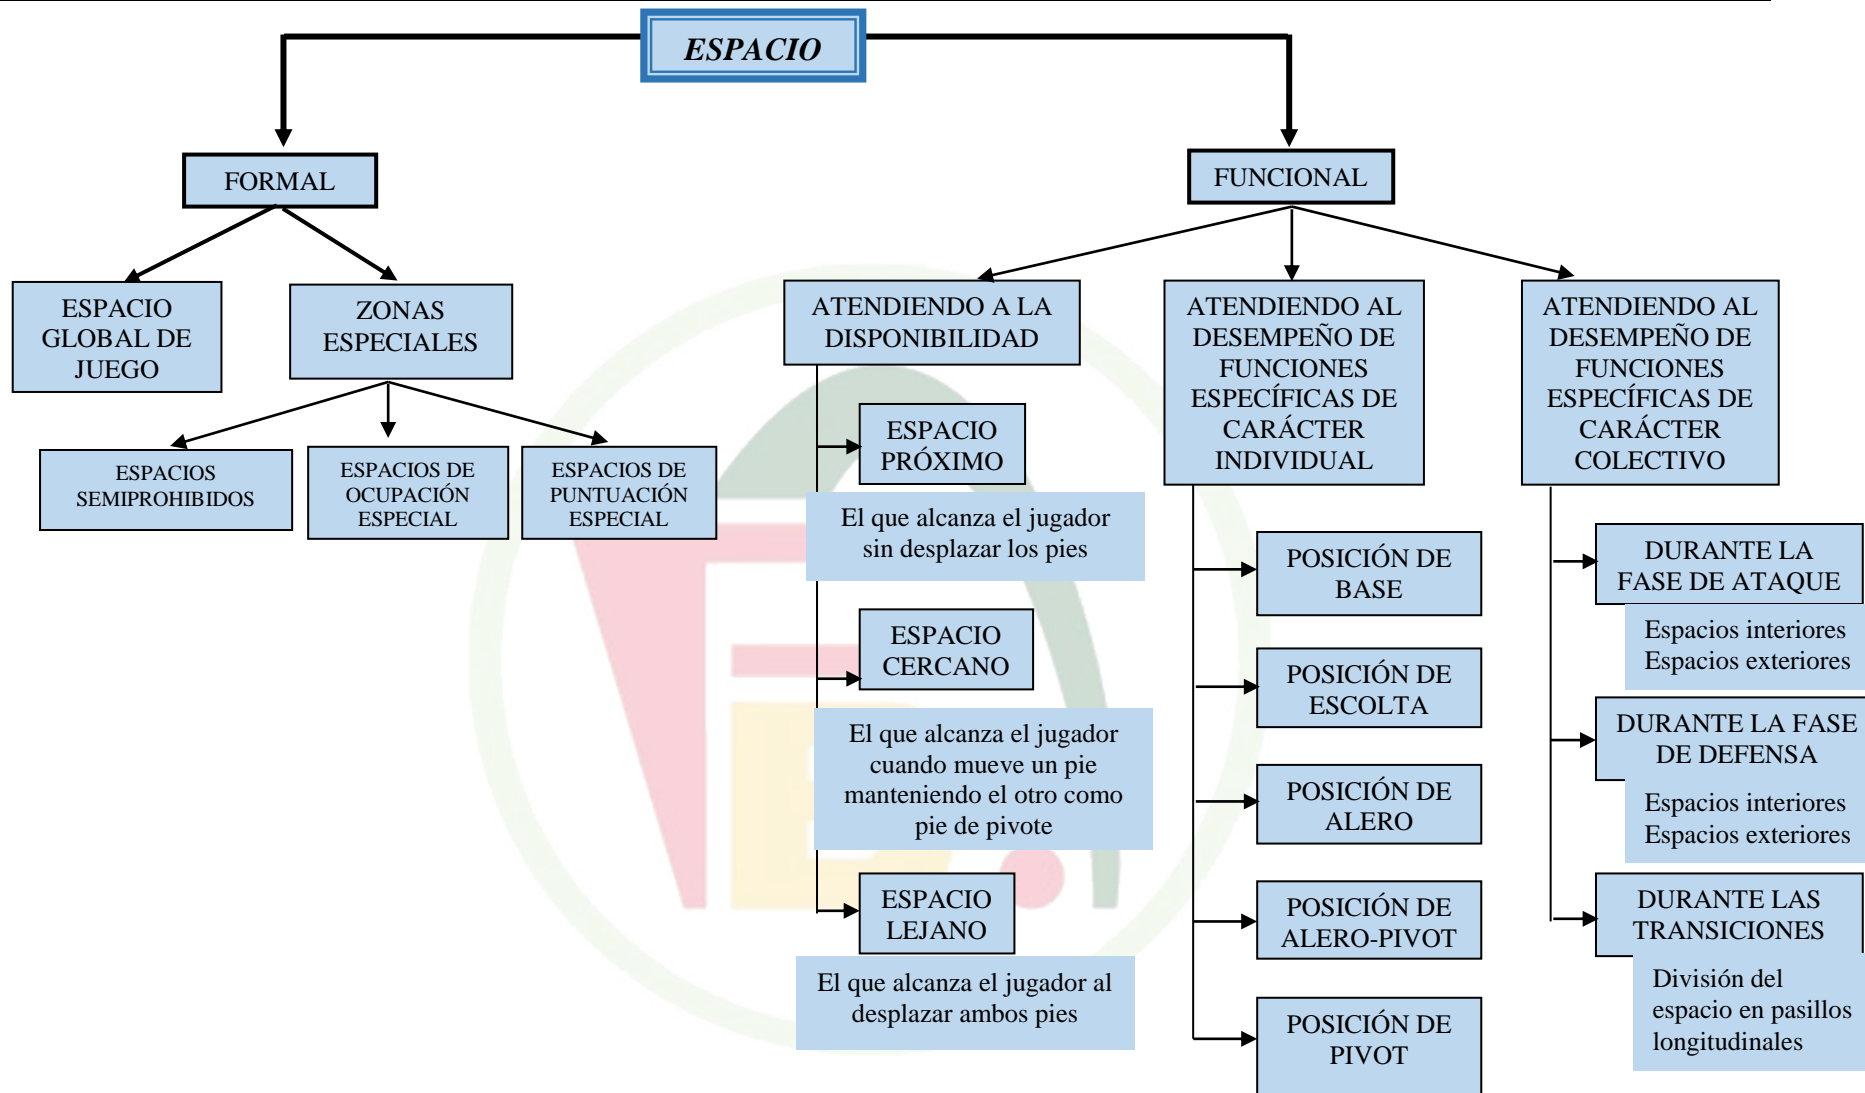 ESPACIO
FORMAL
FUNCIONAL
ESPACIO
GLOBAL DE
JUEGO
ZONAS
ESPECIALES
ESPACIOS
SEMIPROHIBIDOS
ESPACIOS DE
OCUPACIÓN
ESPECIAL
ESPACIOS DE
PUNTUACIÓN
ESPECIAL
ATENDIENDO A LA
DISPONIBILIDAD
ESPACIO
PRÓXIMO
El que alcanza el jugador
sin desplazar los pies
ESPACIO
CERCANO
El que alcanza el jugador
cuando mueve un pie
manteniendo el otro como
pie de pivote
ESPACIO
LEJANO
El que alcanza el jugador al
desplazar ambos pies
ATENDIENDO AL
DESEMPEÑO DE
FUNCIONES
ESPECÍFICAS DE
CARÁCTER
INDIVIDUAL
POSICIÓN DE
BASE
POSICIÓN DE
ESCOLTA
POSICIÓN DE
ALERO
POSICIÓN DE
ALERO-PIVOT
POSICIÓN DE
PIVOT
ATENDIENDO AL
DESEMPEÑO DE
FUNCIONES
ESPECÍFICAS DE
CARÁCTER
COLECTIVO
DURANTE LA
FASE DE ATAQUE
Espacios interiores
Espacios exteriores
DURANTE LA FASE
DE DEFENSA
Espacios interiores
Espacios exteriores
DURANTE LAS
TRANSICIONES
División del
espacio en pasillos
longitudinales